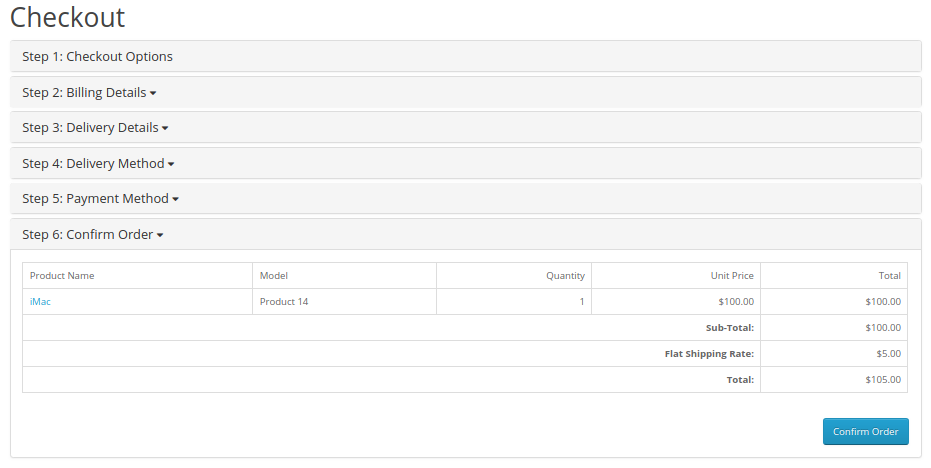 Checkout
Step 1: Checkout Options
Step 2: Billing Details
Step 3: Delivery Details
Step 4: Delivery Method
Step 5: Payment Method
Step 6: Confirm Order
Product Name Model Quantity Unit Price Total
iMac Product 14 1 $100.00 $100.00
Sub-Total: $100.00
Flat Shipping Rate: $5.00
Total: $105.00
Confirm Order